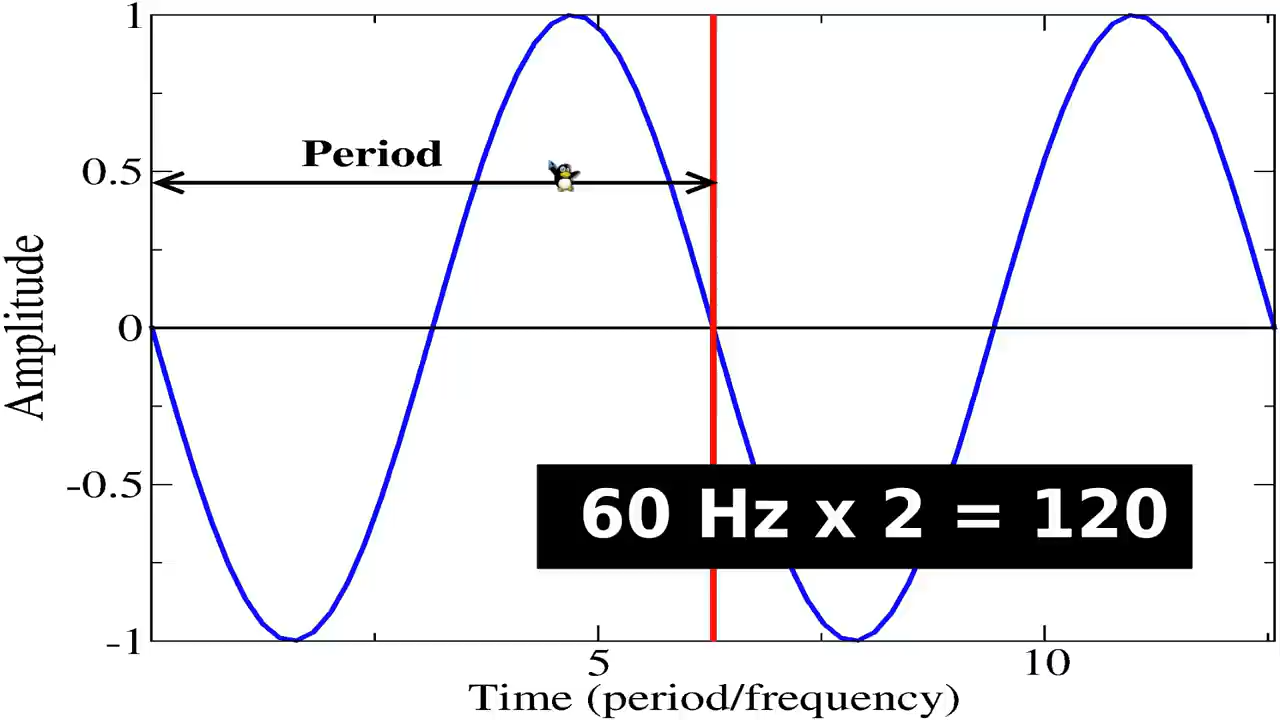 1
Period
0.5
Amplitude
0
-0.5
60 Hz x 2 = 120
-1
5
10
Time (period/frequency)